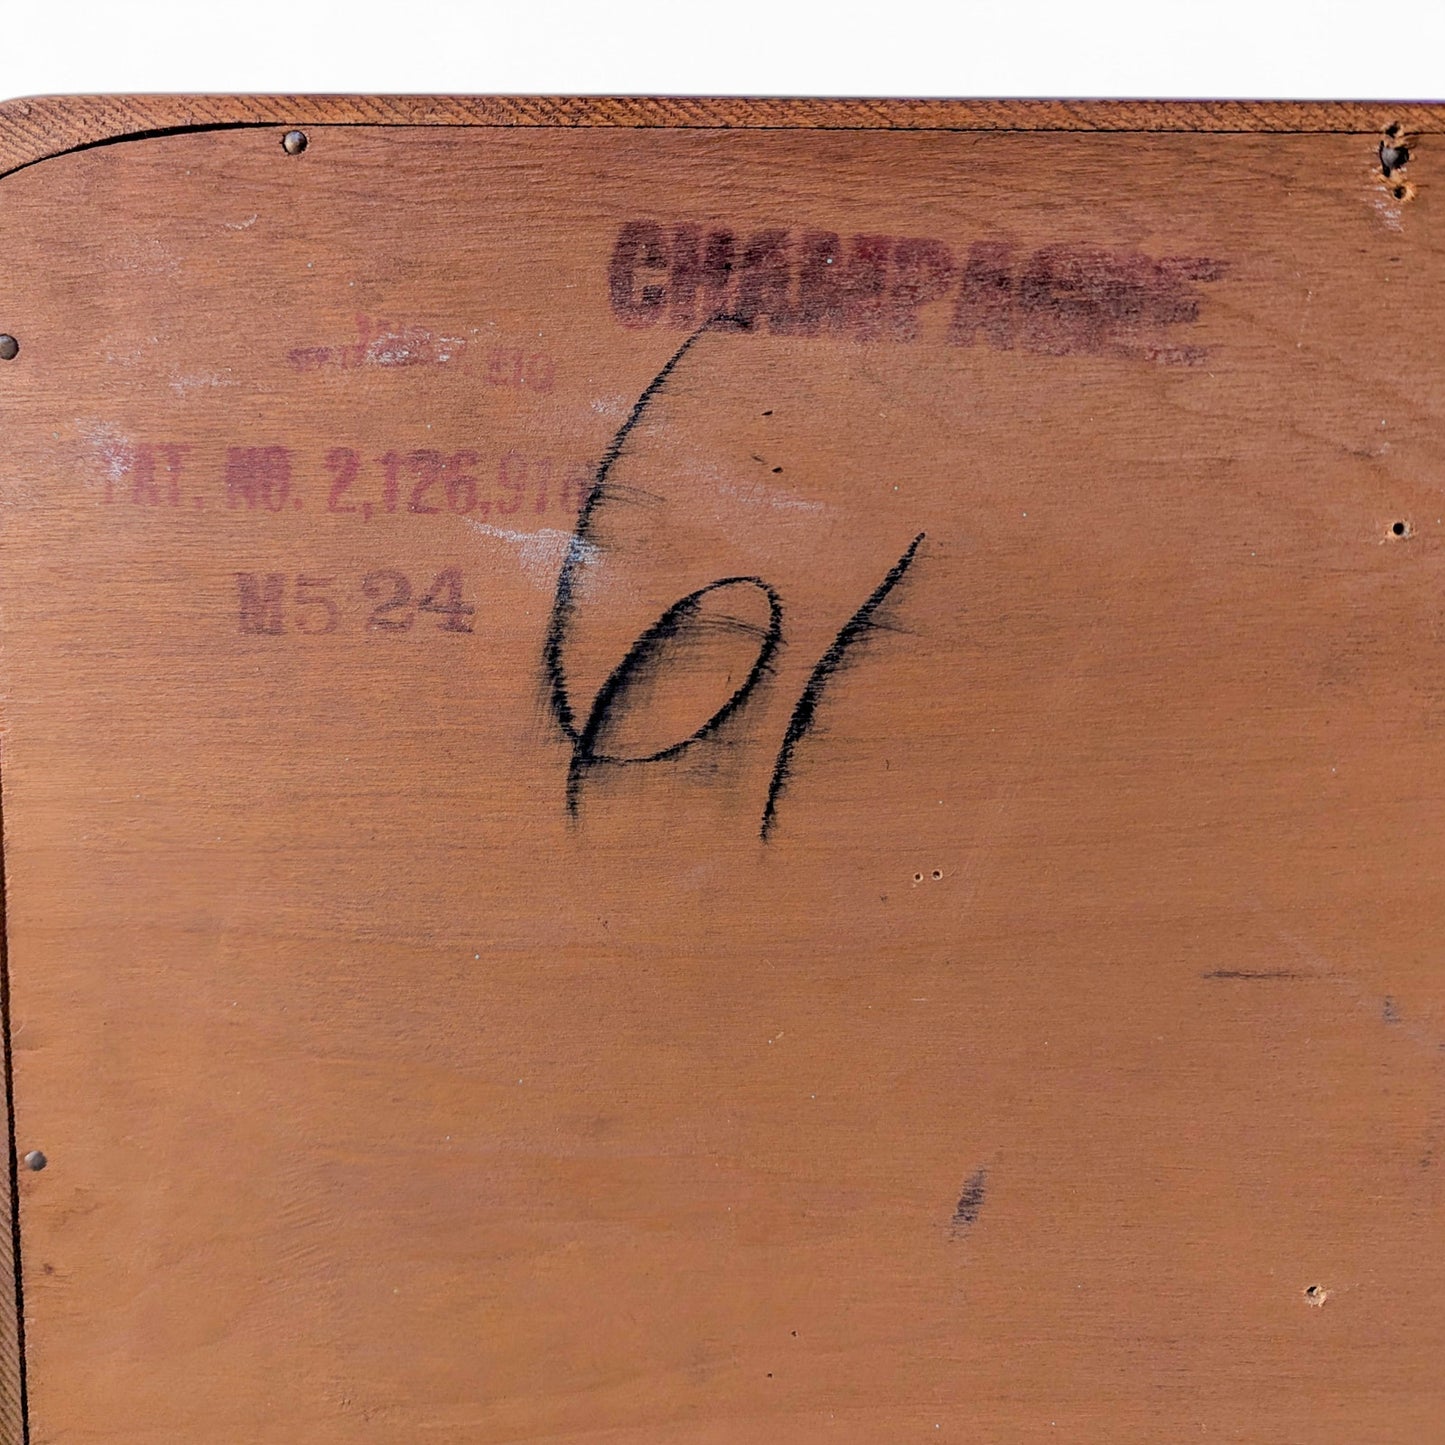 CHAMPAGNE
PAT. NO. 2,126,916
M524
61